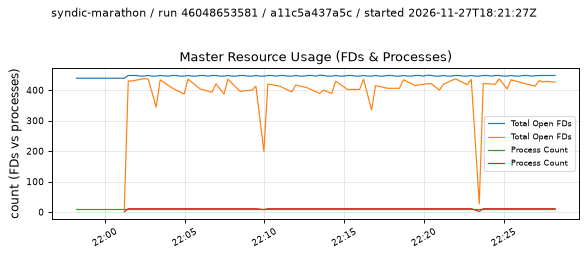 syndic-marathon / run 46048653581 / a11c5a437a5c / started 2026-11-27T18:21:27Z
Master Resource Usage (FDs & Processes)
count (FDs vs processes)
400
300
200
100
0
Total Open FDs
Total Open FDs
Process Count
Process Count
22:00
22:05
22:10
22:15
22:20
22:25